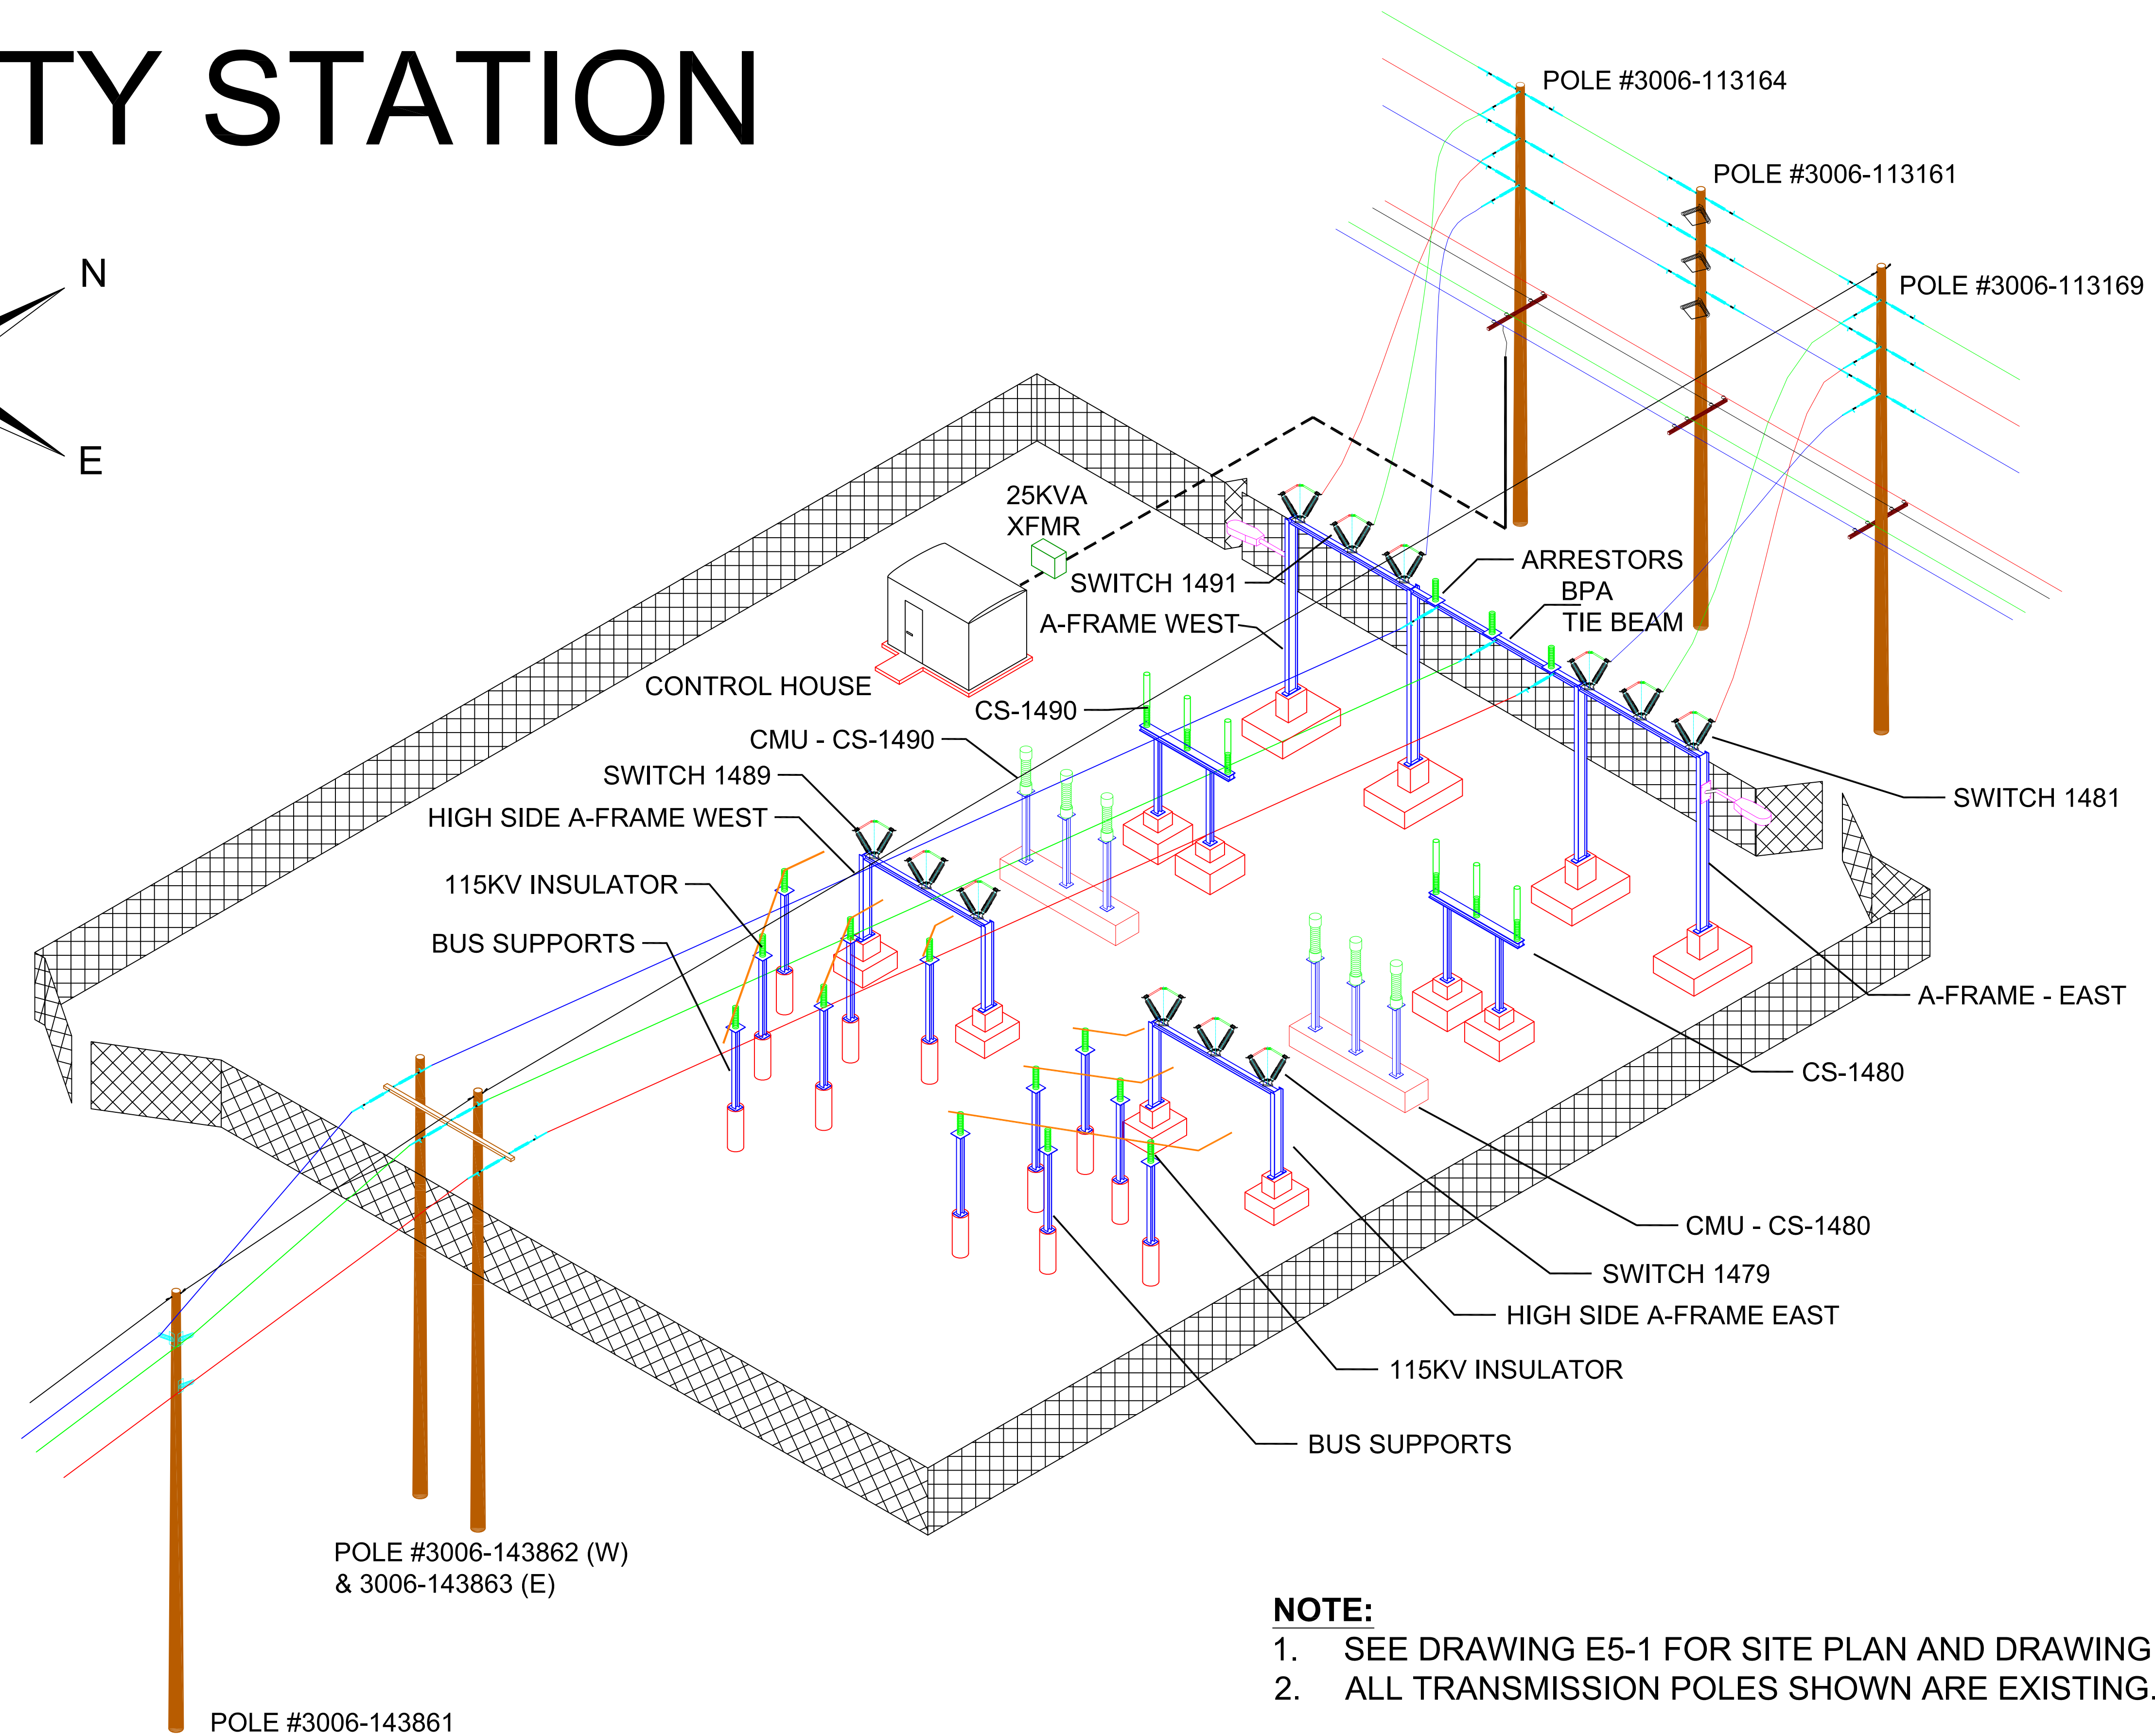 TY STATION
N
E
POLE #3006-113164
POLE #3006-113161
POLE #3006-113169
25KVA
XFMR
SWITCH 1491
A-FRAME WEST
ARRESTORS
BPA
TIE BEAM
CONTROL HOUSE
CS-1490
CMU - CS-1490
SWITCH 1489
HIGH SIDE A-FRAME WEST
115KV INSULATOR
BUS SUPPORTS
SWITCH 1481
A-FRAME - EAST
CS-1480
CMU - CS-1480
SWITCH 1479
HIGH SIDE A-FRAME EAST
115KV INSULATOR
BUS SUPPORTS
POLE #3006-143862 (W)
& 3006-143863 (E)
POLE #3006-143861
NOTE:
1. SEE DRAWING E5-1 FOR SITE PLAN AND DRAWING
2. ALL TRANSMISSION POLES SHOWN ARE EXISTING.